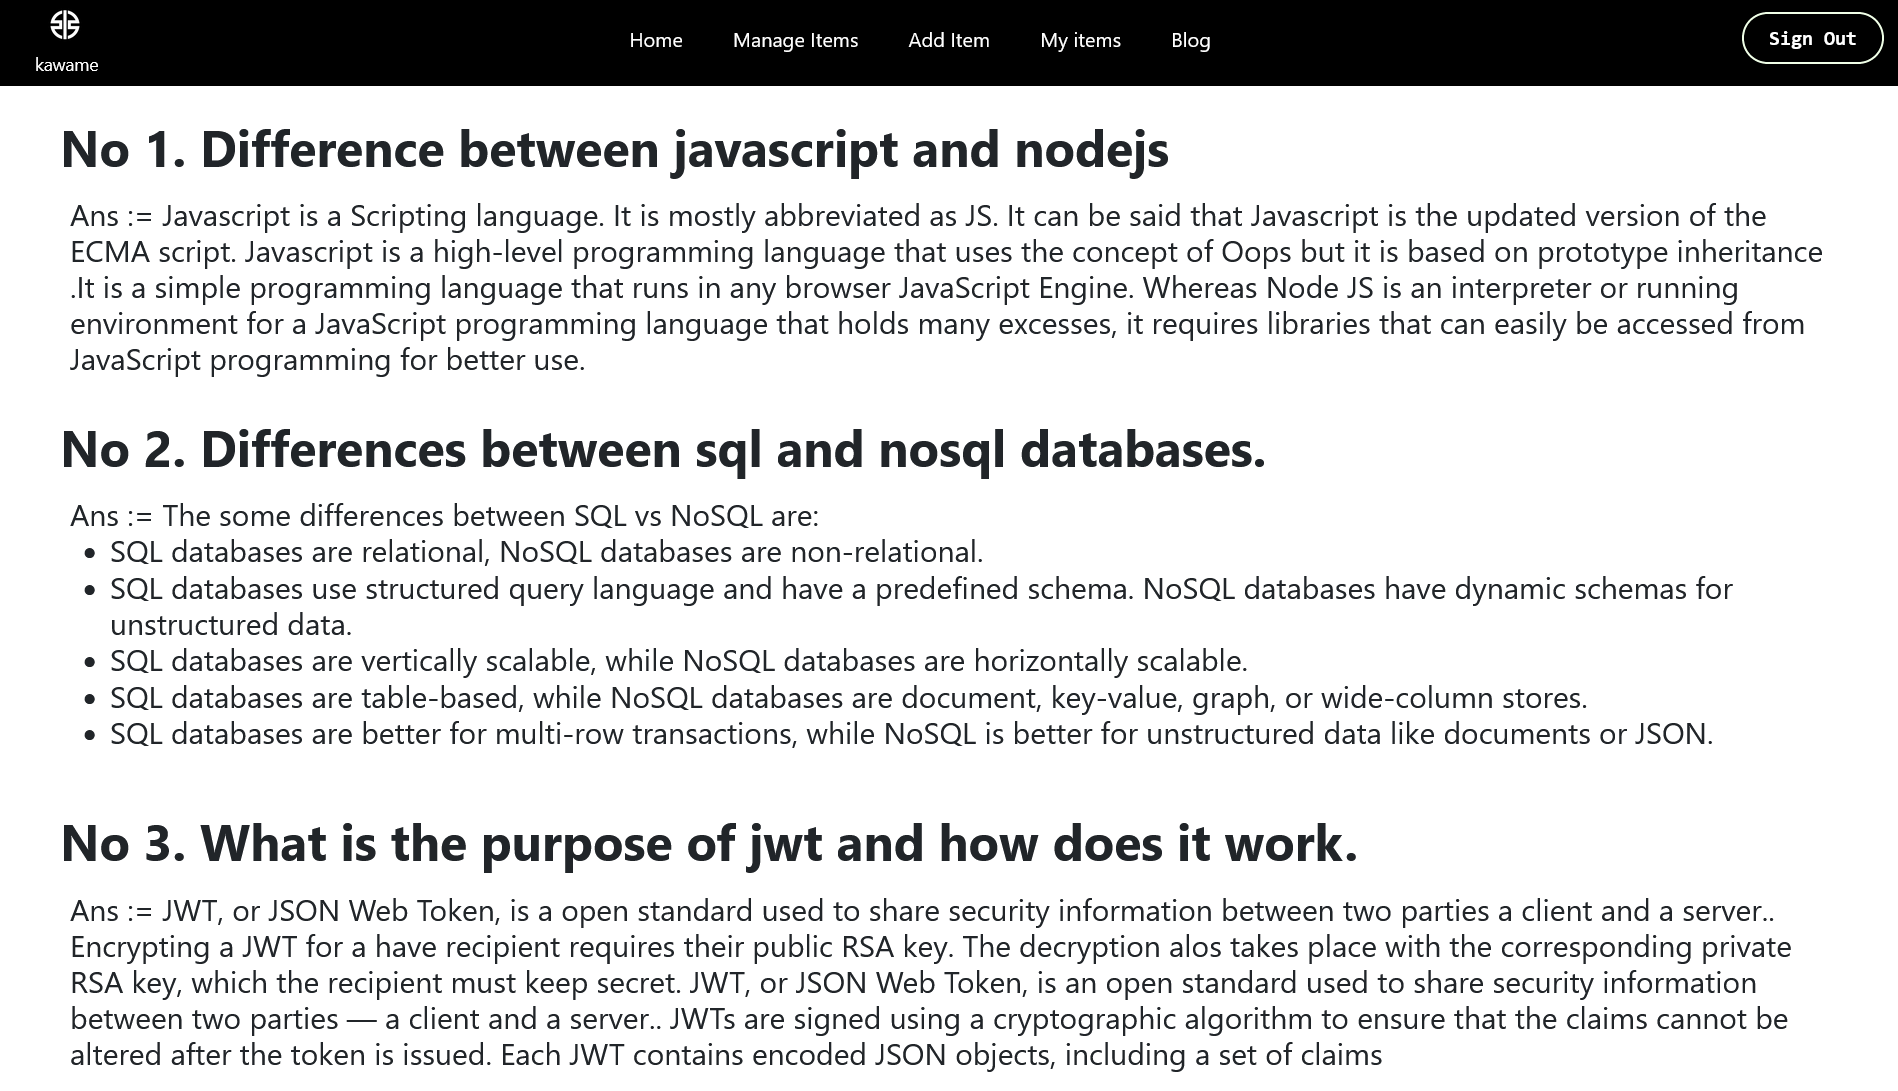 kawame
Home
Manage Items
Add Item
My items
Blog
Sign Out
No 1. Difference between javascript and nodejs
Ans := Javascript is a Scripting language. It is mostly abbreviated as JS. It can be said that Javascript is the updated version of the
ECMA script. Javascript is a high-level programming language that uses the concept of Oops but it is based on prototype inheritance
.It is a simple programming language that runs in any browser JavaScript Engine. Whereas Node JS is an interpreter or running
environment for a JavaScript programming language that holds many excesses, it requires libraries that can easily be accessed from
JavaScript programming for better use.
No 2. Differences between sql and nosql databases.
Ans := The some differences between SQL vs NoSQL are:
• SQL databases are relational, NoSQL databases are non-relational.
• SQL databases use structured query language and have a predefined schema. NoSQL databases have dynamic schemas for
unstructured data.
• SQL databases are vertically scalable, while NoSQL databases are horizontally scalable.
• SQL databases are table-based, while NoSQL databases are document, key-value, graph, or wide-column stores.
• SQL databases are better for multi-row transactions, while NoSQL is better for unstructured data like documents or JSON.
No 3. What is the purpose of jwt and how does it work.
Ans := JWT, or JSON Web Token, is a open standard used to share security information between two parties a client and a server..
Encrypting a JWT for a have recipient requires their public RSA key. The decryption alos takes place with the corresponding private
RSA key, which the recipient must keep secret. JWT, or JSON Web Token, is an open standard used to share security information
between two parties — a client and a server.. JWTs are signed using a cryptographic algorithm to ensure that the claims cannot be
altered after the token is issued. Each JWT contains encoded JSON objects, including a set of claims